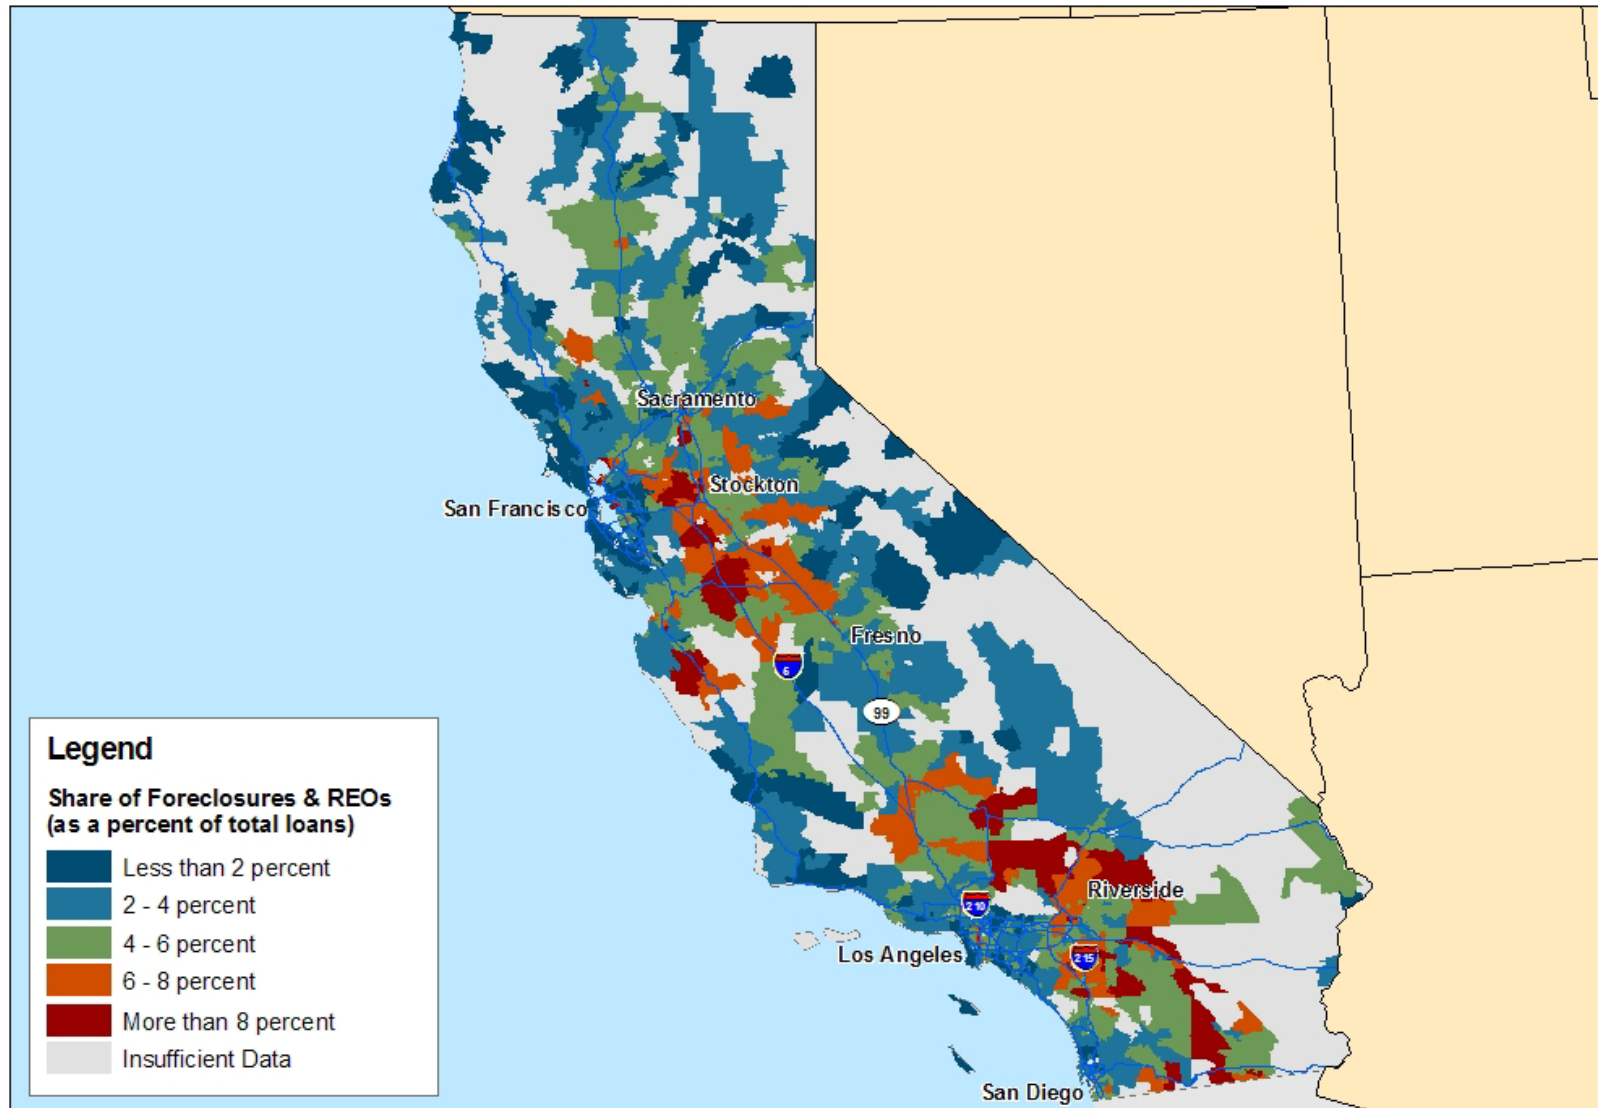 Sacramento
Stockton
San Francisco
Fresno
6
99
Riverside
210
Los Angeles
215
San Diego
Legend
Share of Foreclosures & REOs
(as a percent of total loans)
Less than 2 percent
2 - 4 percent
4 - 6 percent
6 - 8 percent
More than 8 percent
Insufficient Data